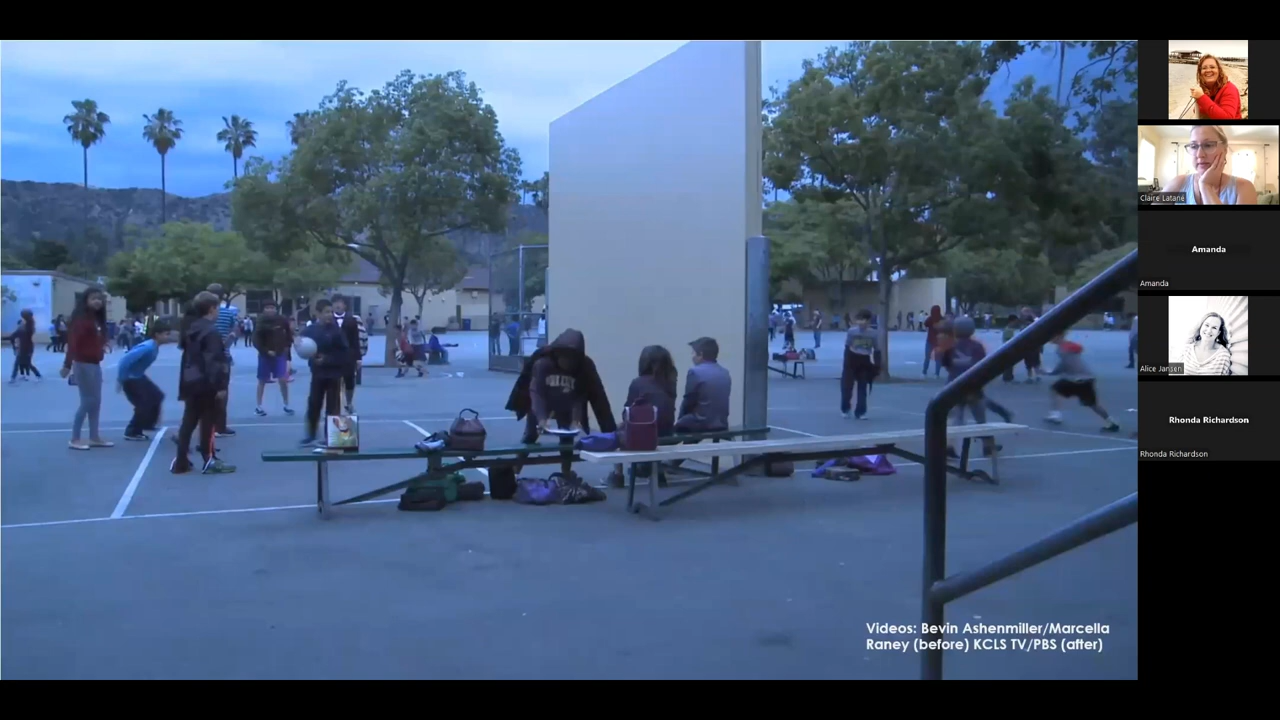 Videos: Bevin Ashenmiller/Marcella
Raney (before) KCLS TV/PBS (after)
Claire Latane
Amanda
Amanda
Alice Jansen
Rhonda Richardson
Rhonda Richardson